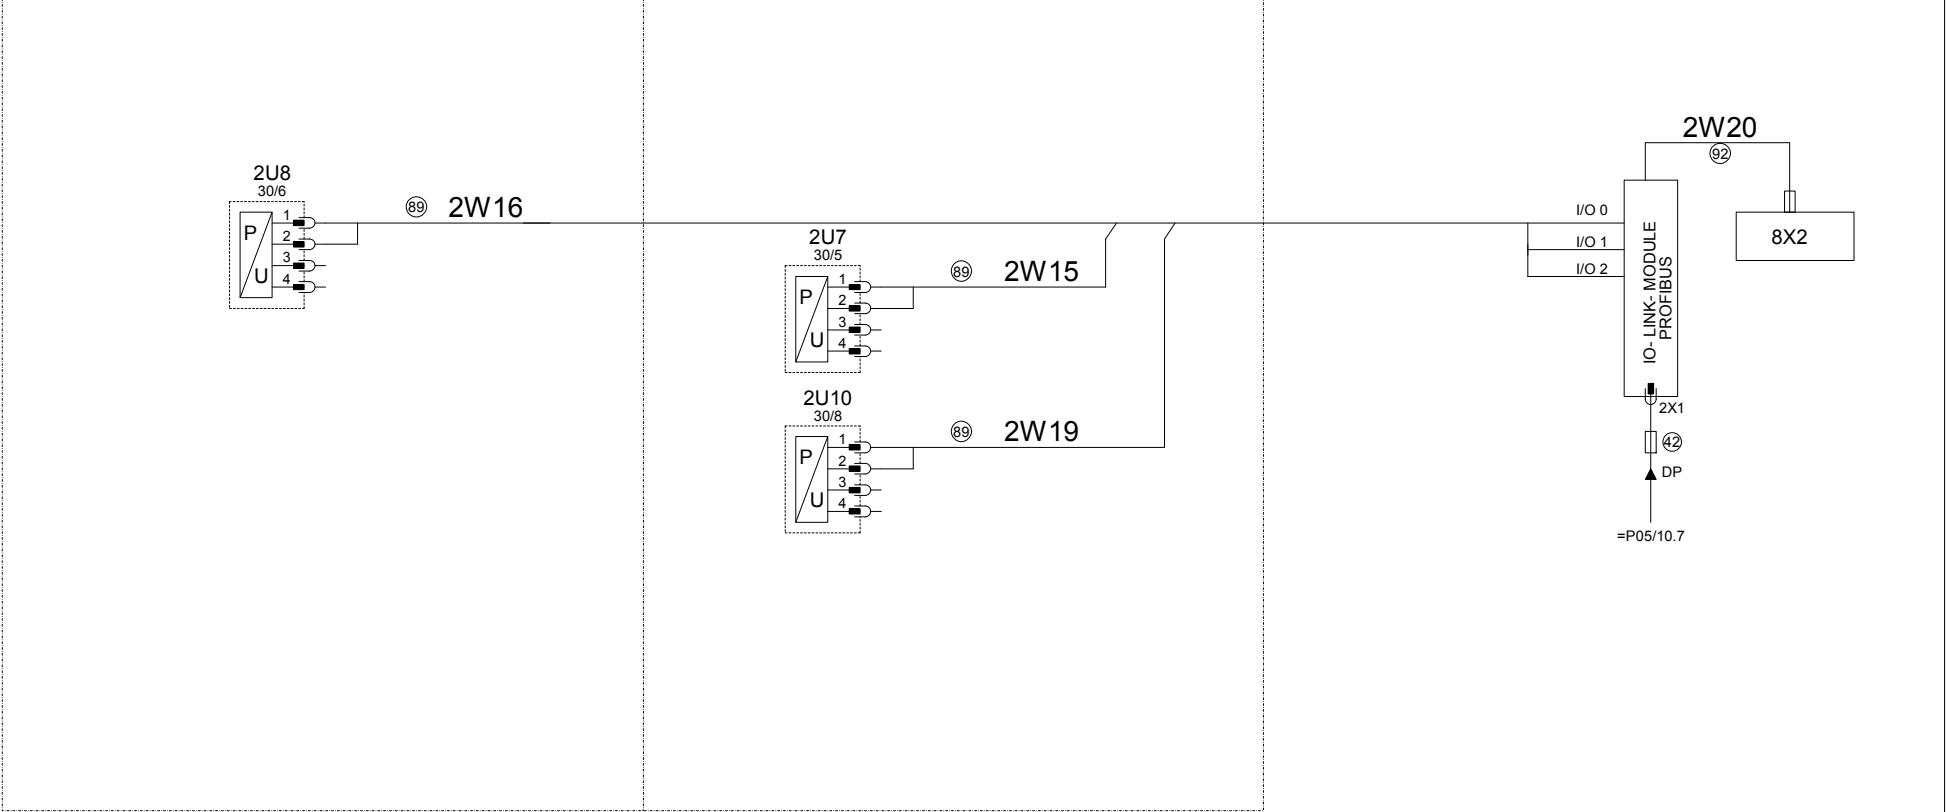 2W20
92
2U8
30/6
1
2
3
4
P
U
89
2W16
I/O 0
I/O 1
I/O 2
IO- LINK- MODULE
PROFIBUS
8X2
2U7
30/5
1
2
3
4
P
U
89
2W15
2U10
30/8
1
2
3
4
P
U
89
2W19
2X1
42
DP
=P05/10.7